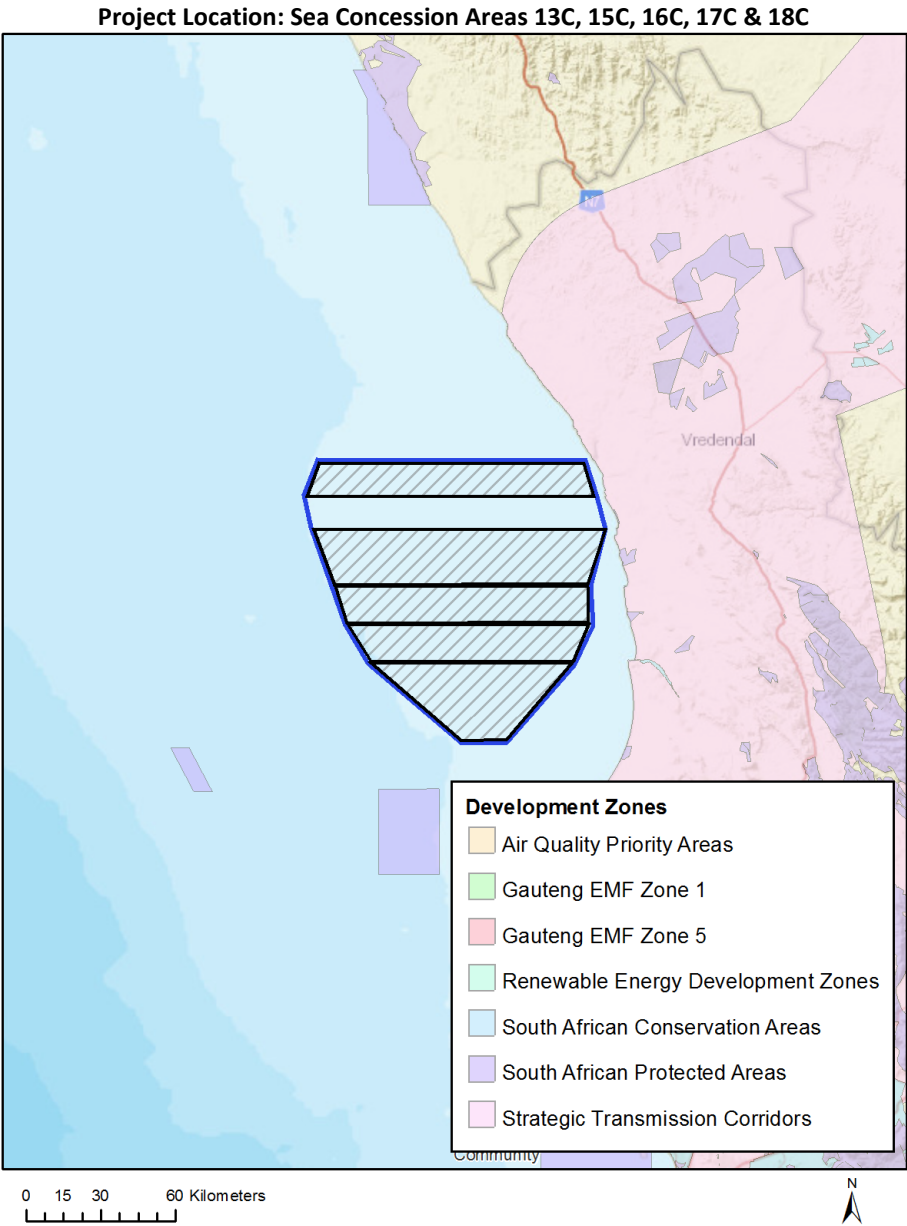 Project Location: Sea Concession Areas 13C, 15C, 16C, 17C & 18C
N7
Vredendal
Development Zones
Air Quality Priority Areas
Gauteng EMF Zone 1
Gauteng EMF Zone 5
Renewable Energy Development Zones
South African Conservation Areas
South African Protected Areas
Strategic Transmission Corridors
Community
0 15 30 60 Kilometers
N